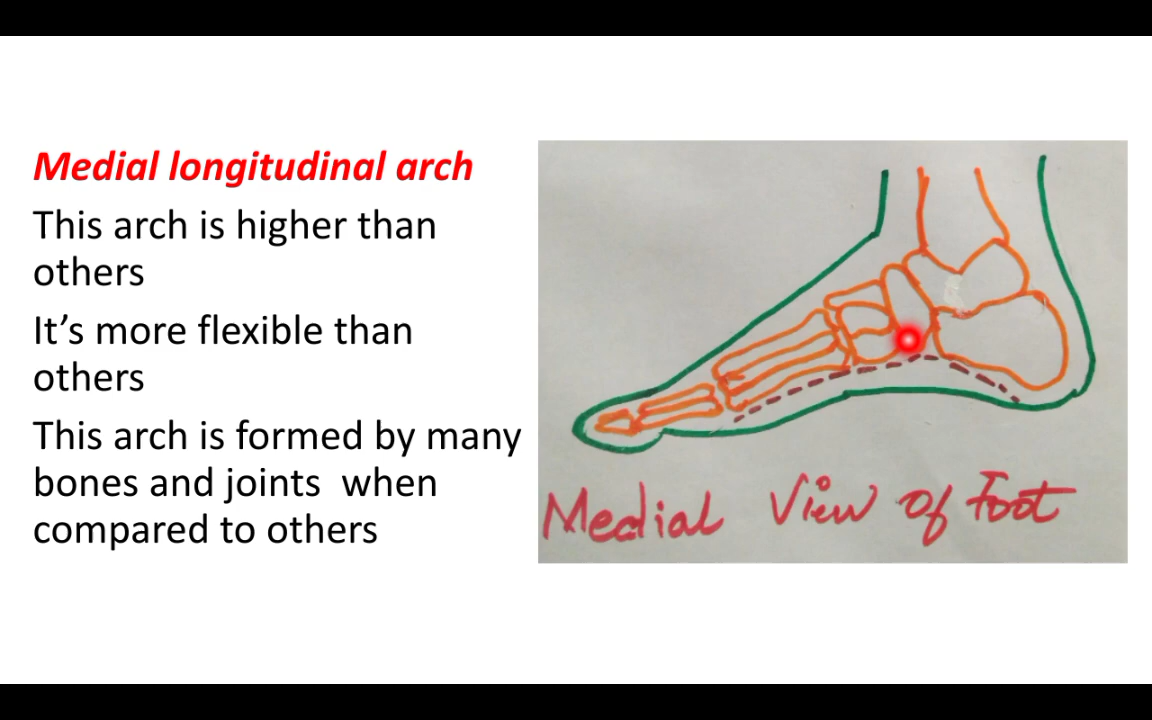 Medial longitudinal arch
This arch is higher than
others
It’s more flexible than
others
This arch is formed by many
bones and joints  when
compared to others
Medial View of Foot